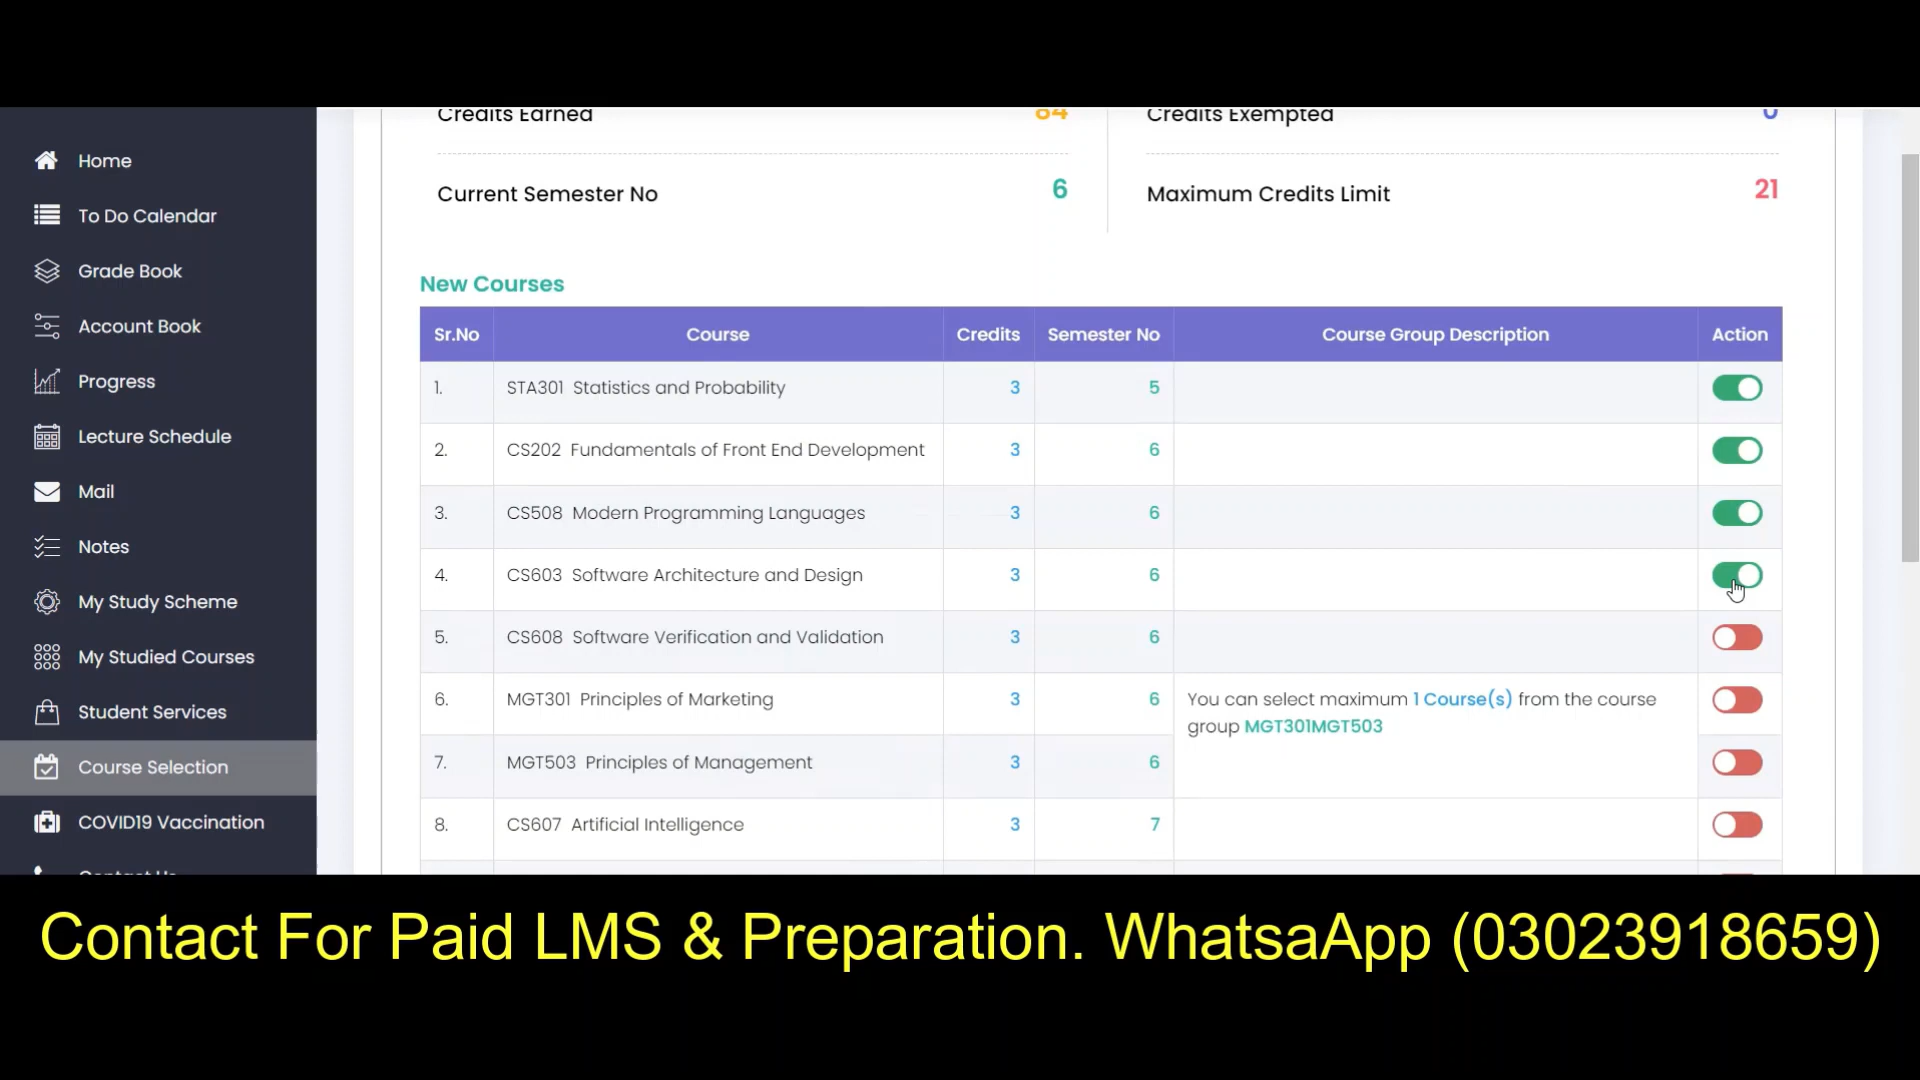 Credits Earned 84 Credits Exempted 0
Current Semester No 6 Maximum Credits Limit 21
Home
To Do Calendar
Grade Book
Account Book
Progress
Lecture Schedule
Mail
Notes
My Study Scheme
My Studied Courses
Student Services
Course Selection
COVID19 Vaccination
Contact Us
New Courses
Sr.No Course Credits Semester No Course Group Description Action
1. STA301 Statistics and Probability 3 5
2. CS202 Fundamentals of Front End Development 3 6
3. CS508 Modern Programming Languages 3 6
4. CS603 Software Architecture and Design 3 6
5. CS608 Software Verification and Validation 3 6
6. MGT301 Principles of Marketing 3 6 You can select maximum 1 Course(s) from the course
group MGT301MGT503
7. MGT503 Principles of Management 3 6
8. CS607 Artificial Intelligence 3 7
Contact For Paid LMS & Preparation. WhatsaApp (03023918659)